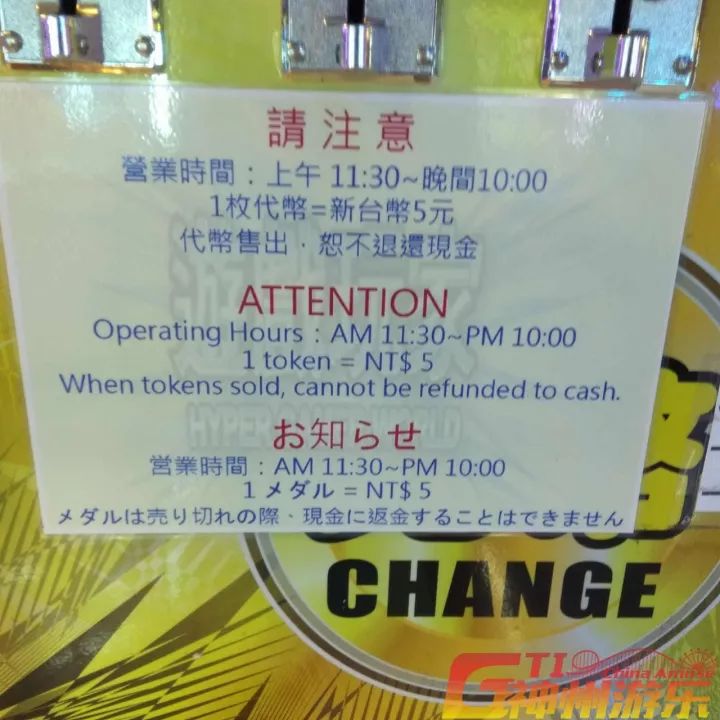 請注意
營業時間：上午 11:30~晚間10:00
1枚代幣=新台幣5元
代幣售出，恕不退還現金
ATTENTION
Operating Hours：AM 11:30~PM 10:00
1 token = NT$ 5
When tokens sold, cannot be refunded to cash.
お知らせ
営業時間：AM 11:30~PM 10:00
1 メダル = NT$ 5
メダルは売り切れの際、現金に返金することはできません
CHANGE
GTI China Amuse
神州游乐